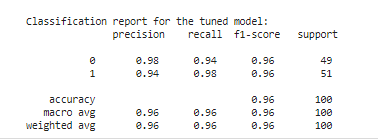 Classification report for the tuned model:
precision recall f1-score support
0 0.98 0.94 0.96 49
1 0.94 0.98 0.96 51
accuracy 0.96 100
macro avg 0.96 0.96 0.96 100
weighted avg 0.96 0.96 0.96 100